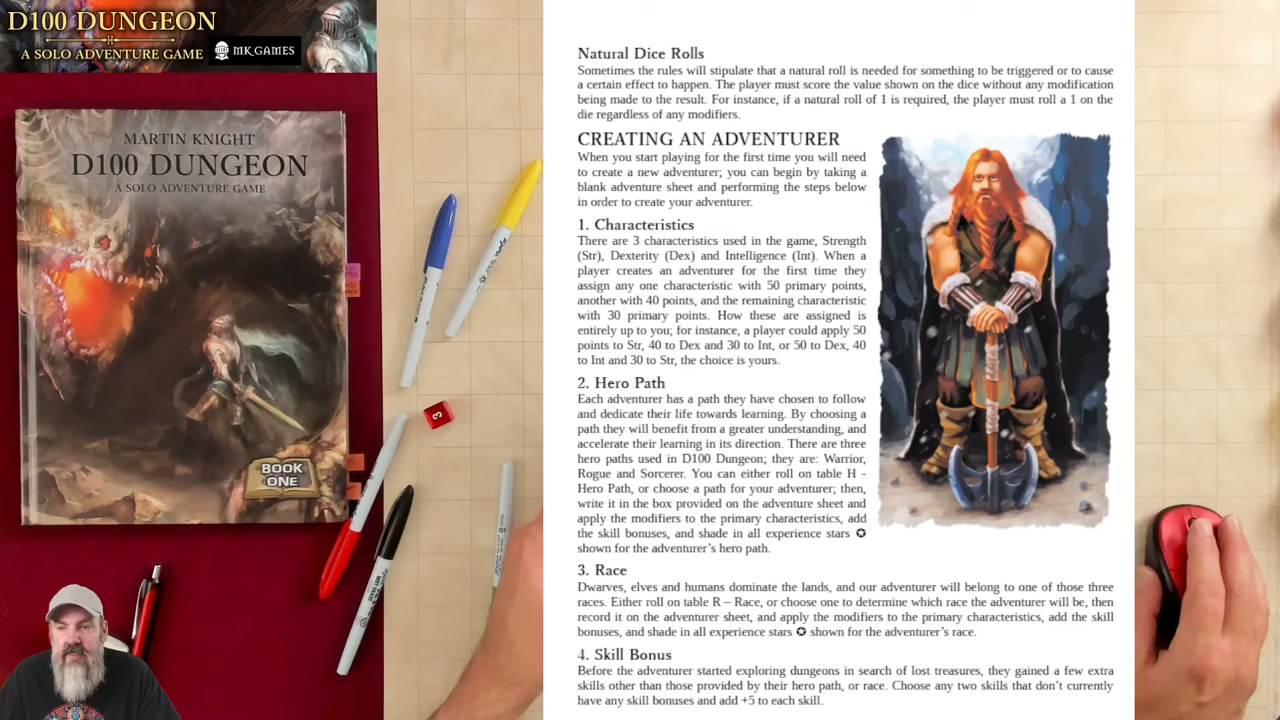 D100 DUNGEON
A SOLO ADVENTURE GAME
MK GAMES
MARTIN KNIGHT
D100 DUNGEON
A SOLO ADVENTURE GAME
BOOK
ONE
3
Natural Dice Rolls
Sometimes the rules will stipulate that a natural roll is needed for something to be triggered or to cause
a certain effect to happen. The player must score the value shown on the dice without any modification
being made to the result. For instance, if a natural roll of 1 is required, the player must roll a 1 on the
die regardless of any modifiers.
CREATING AN ADVENTURER
When you start playing for the first time you will need
to create a new adventurer; you can begin by taking a
blank adventure sheet and performing the steps below
in order to create your adventurer.
1. Characteristics
There are 3 characteristics used in the game, Strength
(Str), Dexterity (Dex) and Intelligence (Int). When a
player creates an adventurer for the first time they
assign any one characteristic with 50 primary points,
another with 40 points, and the remaining characteristic
with 30 primary points. How these are assigned is
entirely up to you; for instance, a player could apply 50
points to Str, 40 to Dex and 30 to Int, or 50 to Dex, 40
to Int and 30 to Str, the choice is yours.
2. Hero Path
Each adventurer has a path they have chosen to follow
and dedicate their life towards learning. By choosing a
path they will benefit from a greater understanding, and
accelerate their learning in its direction. There are three
hero paths used in D100 Dungeon; they are: Warrior,
Rogue and Sorcerer. You can either roll on table H -
Hero Path, or choose a path for your adventurer; then,
write it in the box provided on the adventure sheet and
apply the modifiers to the primary characteristics, add
the skill bonuses, and shade in all experience stars ✪
shown for the adventurer's hero path.
3. Race
Dwarves, elves and humans dominate the lands, and our adventurer will belong to one of those three
races. Either roll on table R – Race, or choose one to determine which race the adventurer will be, then
record it on the adventurer sheet, and apply the modifiers to the primary characteristics, add the skill
bonuses, and shade in all experience stars ✪ shown for the adventurer's race.
4. Skill Bonus
Before the adventurer started exploring dungeons in search of lost treasures, they gained a few extra
skills other than those provided by their hero path, or race. Choose any two skills that don't currently
have any skill bonuses and add +5 to each skill.